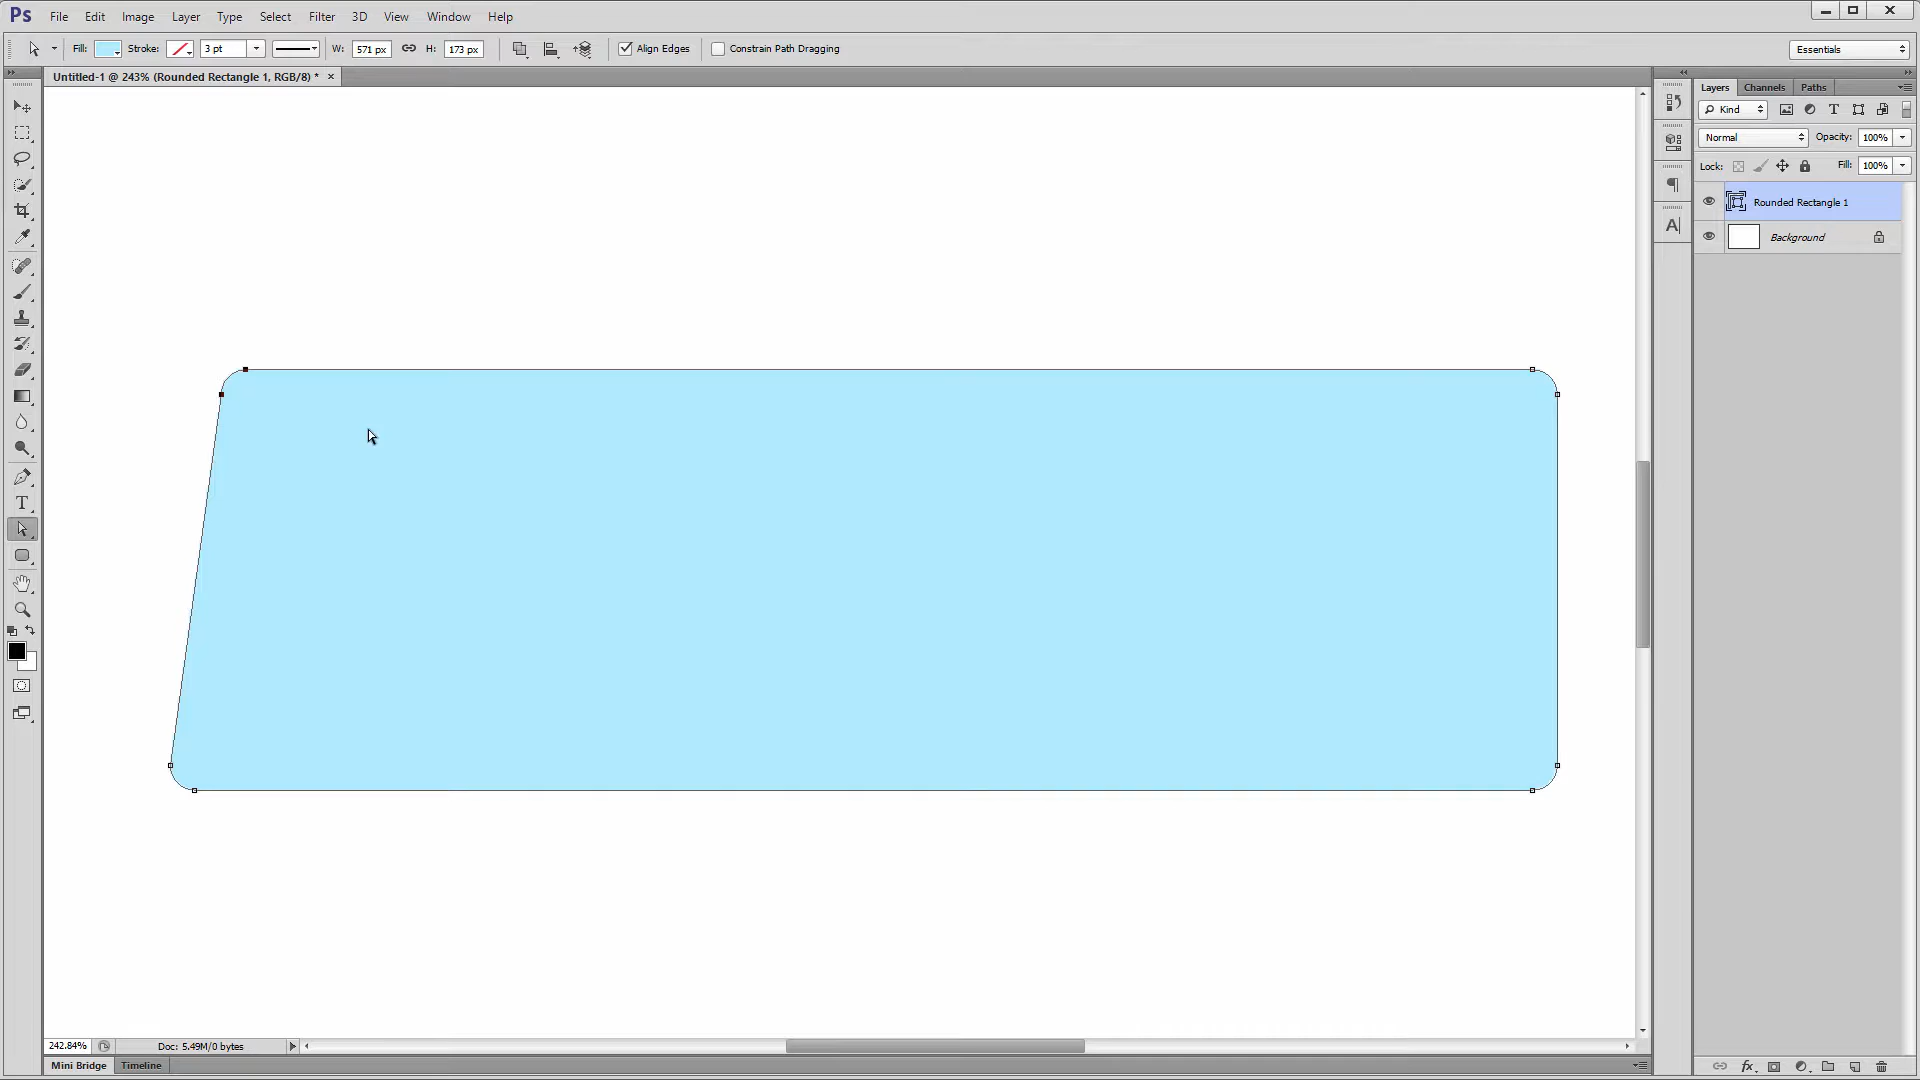 Ps File Edit Image Layer Type Select Filter 3D View Window Help
Fill: Stroke: 3 pt W: 571 px H: 173 px Align Edges Constrain Path Dragging Essentials
Untitled-1 @ 243% (Rounded Rectangle 1, RGB/8) * ×
Layers Channels Paths
Kind
Normal Opacity: 100%
Lock: Fill: 100%
Rounded Rectangle 1
Background
242.84% Doc: 5.49M/0 bytes
Mini Bridge Timeline